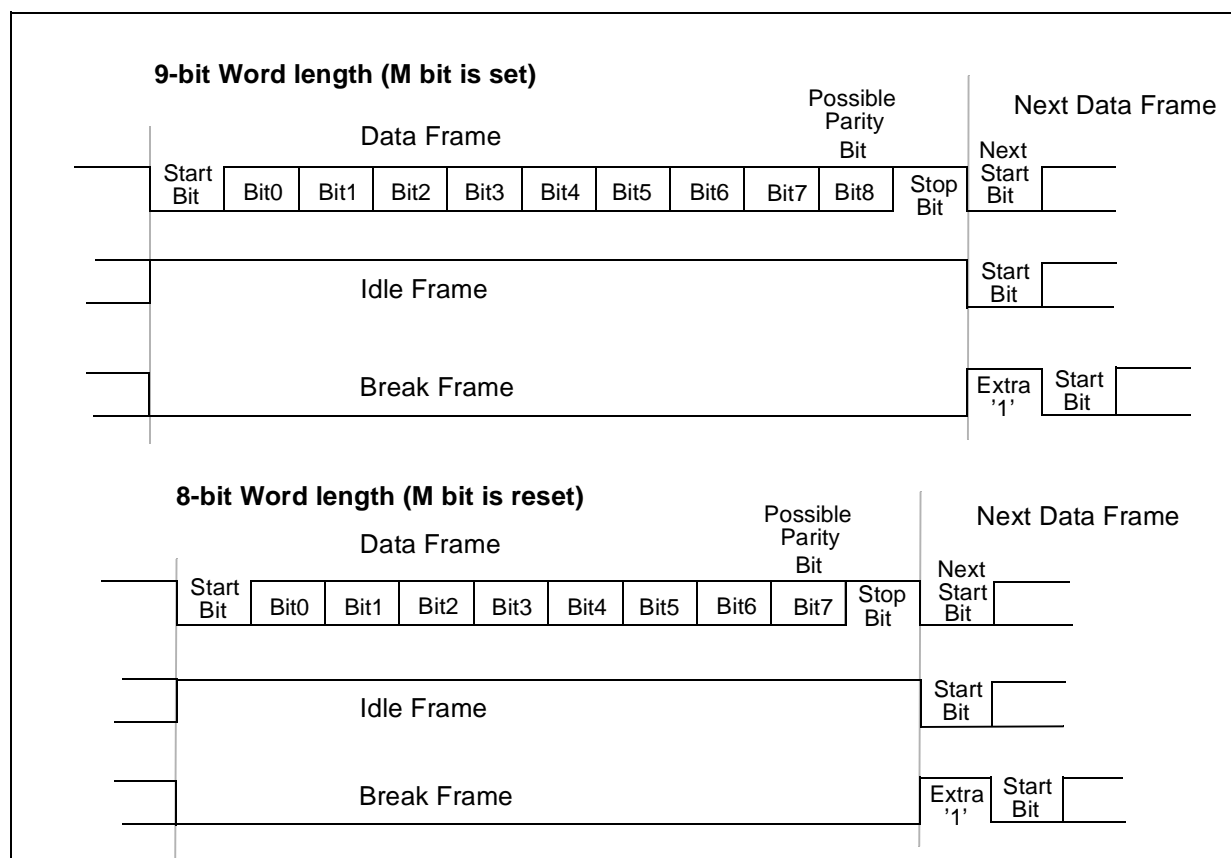 9-bit Word length (M bit is set)
Possible
Parity
Bit
Next Data Frame
Data Frame
Next
Start
Bit
Start
Bit
Bit0
Bit1
Bit2
Bit3
Bit4
Bit5
Bit6
Bit7
Bit8
Stop
Bit
Idle Frame
Start
Bit
Break Frame
Extra
'1'
Start
Bit
8-bit Word length (M bit is reset)
Possible
Parity
Bit
Next Data Frame
Data Frame
Next
Start
Bit
Start
Bit
Bit0
Bit1
Bit2
Bit3
Bit4
Bit5
Bit6
Bit7
Stop
Bit
Idle Frame
Start
Bit
Break Frame
Extra
'1'
Start
Bit